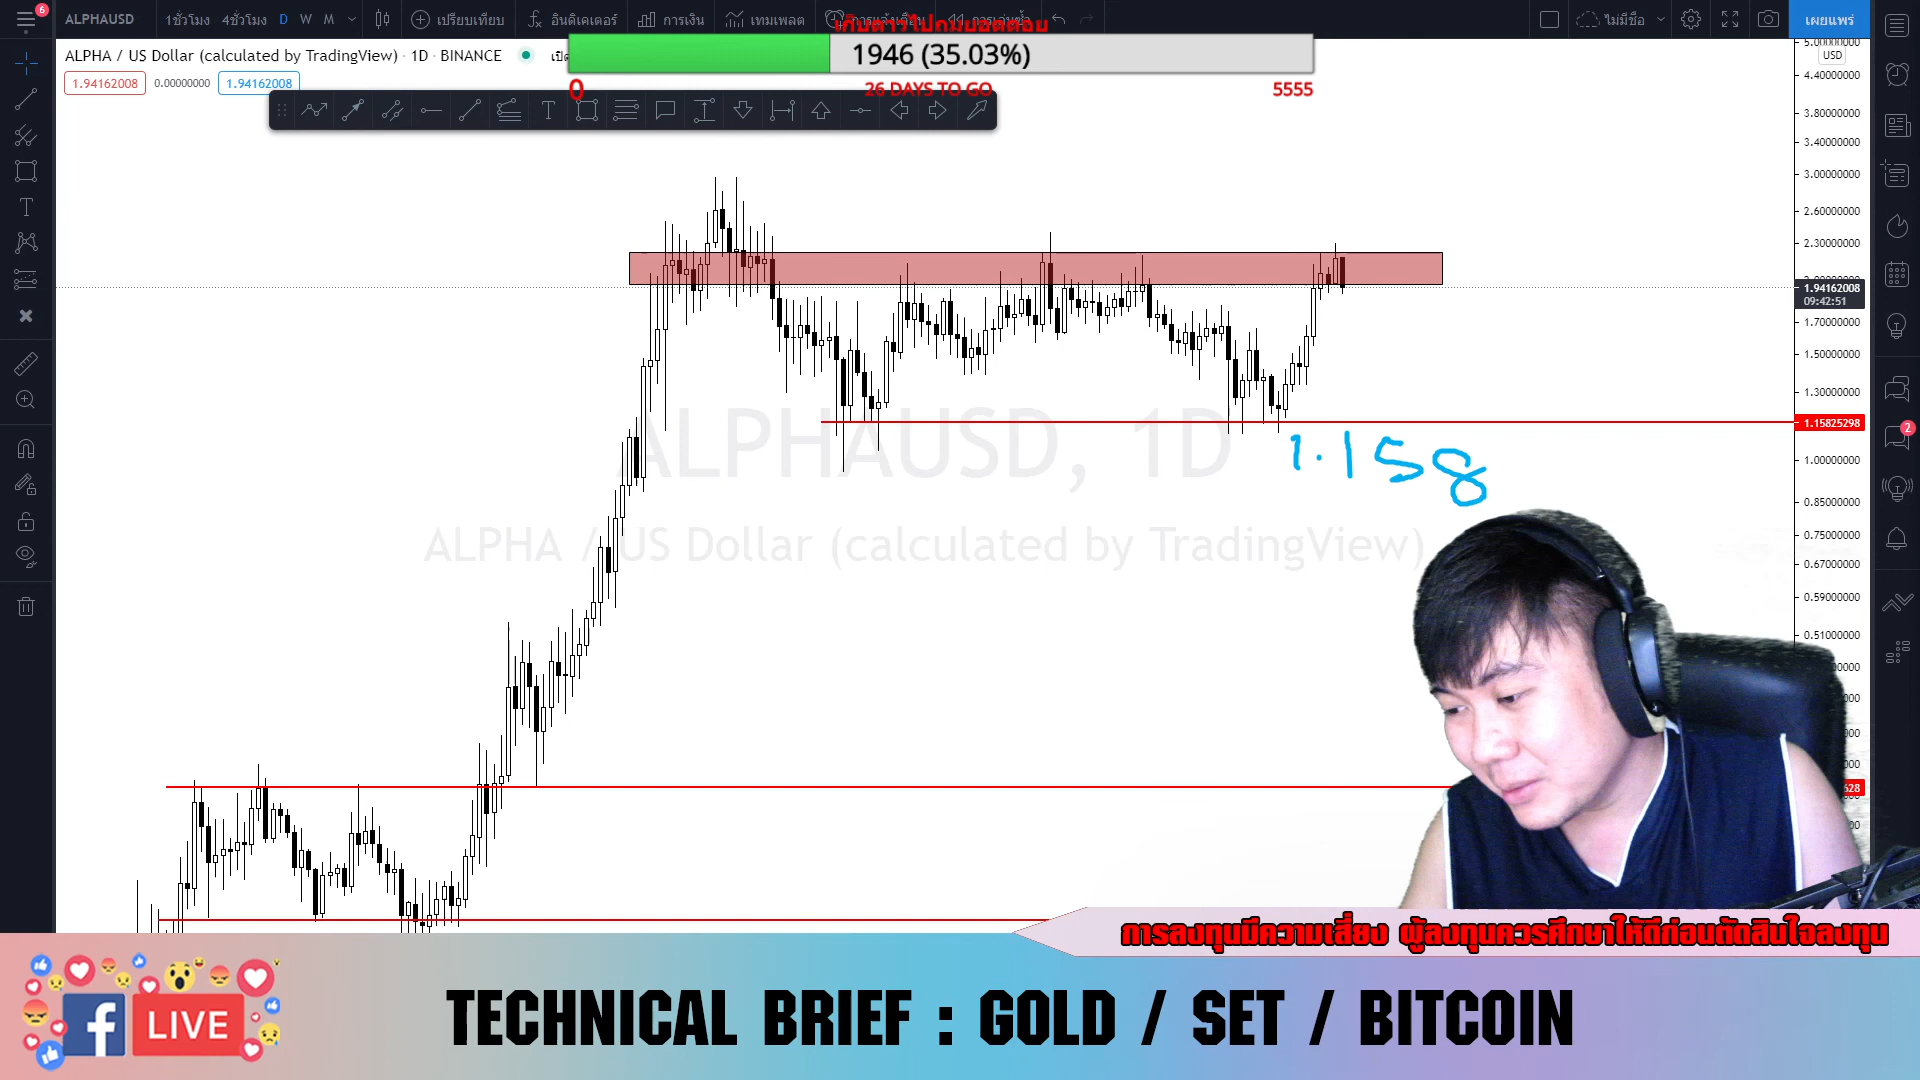 6
ALPHAUSD
1ชั่วโมง 4ชั่วโมง D W M
เปรียบเทียบ
อินดิเคเตอร์
การเงิน
เทมเพลต
ไม่มีชื่อ
เผยแพร่
ALPHA / US Dollar (calculated by TradingView) · 1D · BINANCE
1946 (35.03%)
0
26 DAYS TO GO
5555
1.94162008 0.00000000 1.94162008
USD
5.00000000
4.40000000
3.80000000
3.40000000
3.00000000
2.60000000
2.30000000
1.94162008
09:42:51
1.70000000
1.50000000
1.30000000
1.15825298
2
1.00000000
0.85000000
0.75000000
0.67000000
0.59000000
0.51000000
ALPHAUSD, 1D
ALPHA / US Dollar (calculated by TradingView)
1.158
การลงทุนมีความเสี่ยง ผู้ลงทุนควรศึกษาให้ดีก่อนตัดสินใจลงทุน
f LIVE
TECHNICAL BRIEF : GOLD / SET / BITCOIN